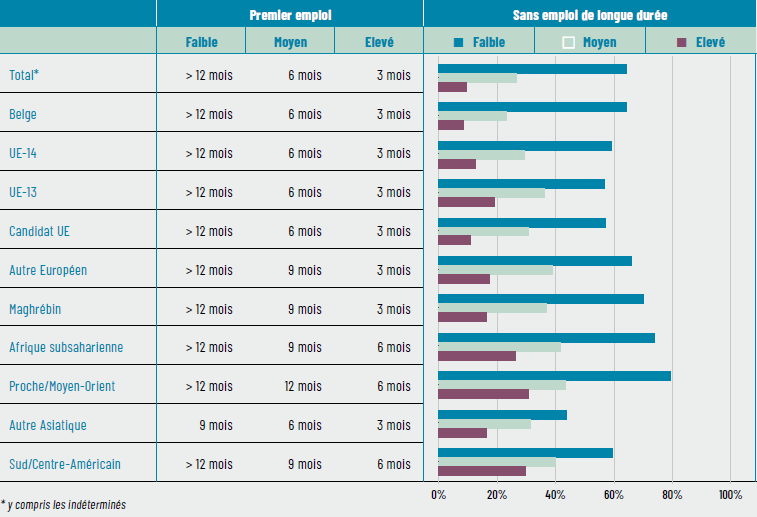 Premier emploi Sans emploi de longue durée
Faible Moyen Elevé Faible Moyen Elevé
Total* > 12 mois 6 mois 3 mois
Belge > 12 mois 6 mois 3 mois
UE-14 > 12 mois 6 mois 3 mois
UE-13 > 12 mois 6 mois 3 mois
Candidat UE > 12 mois 6 mois 3 mois
Autre Européen > 12 mois 9 mois 3 mois
Maghrébin > 12 mois 9 mois 3 mois
Afrique subsaharienne > 12 mois 9 mois 6 mois
Proche/Moyen-Orient > 12 mois 12 mois 6 mois
Autre Asiatique 9 mois 6 mois 3 mois
Sud/Centre-Américain > 12 mois 9 mois 6 mois
0% 20% 40% 60% 80% 100%
* y compris les indéterminés